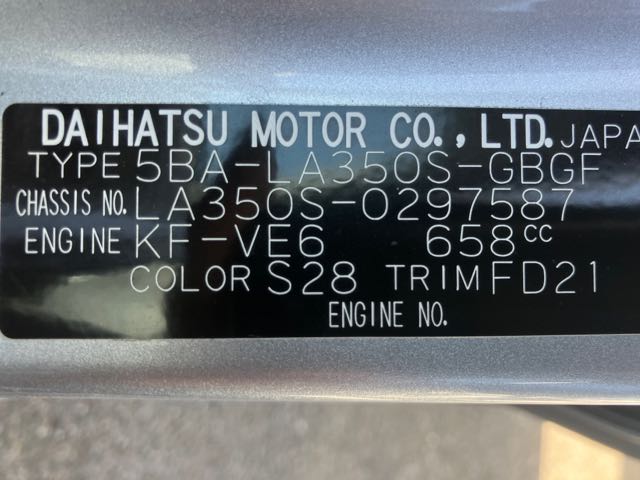 DAIHATSU MOTOR CO.,LTD. JAPA
TYPE 5BA-LA350S-GBGF
CHASSIS NO. LA350S-0297587
ENGINE KF-VE6 658cc
COLOR S28 TRIM FD21
ENGINE NO.